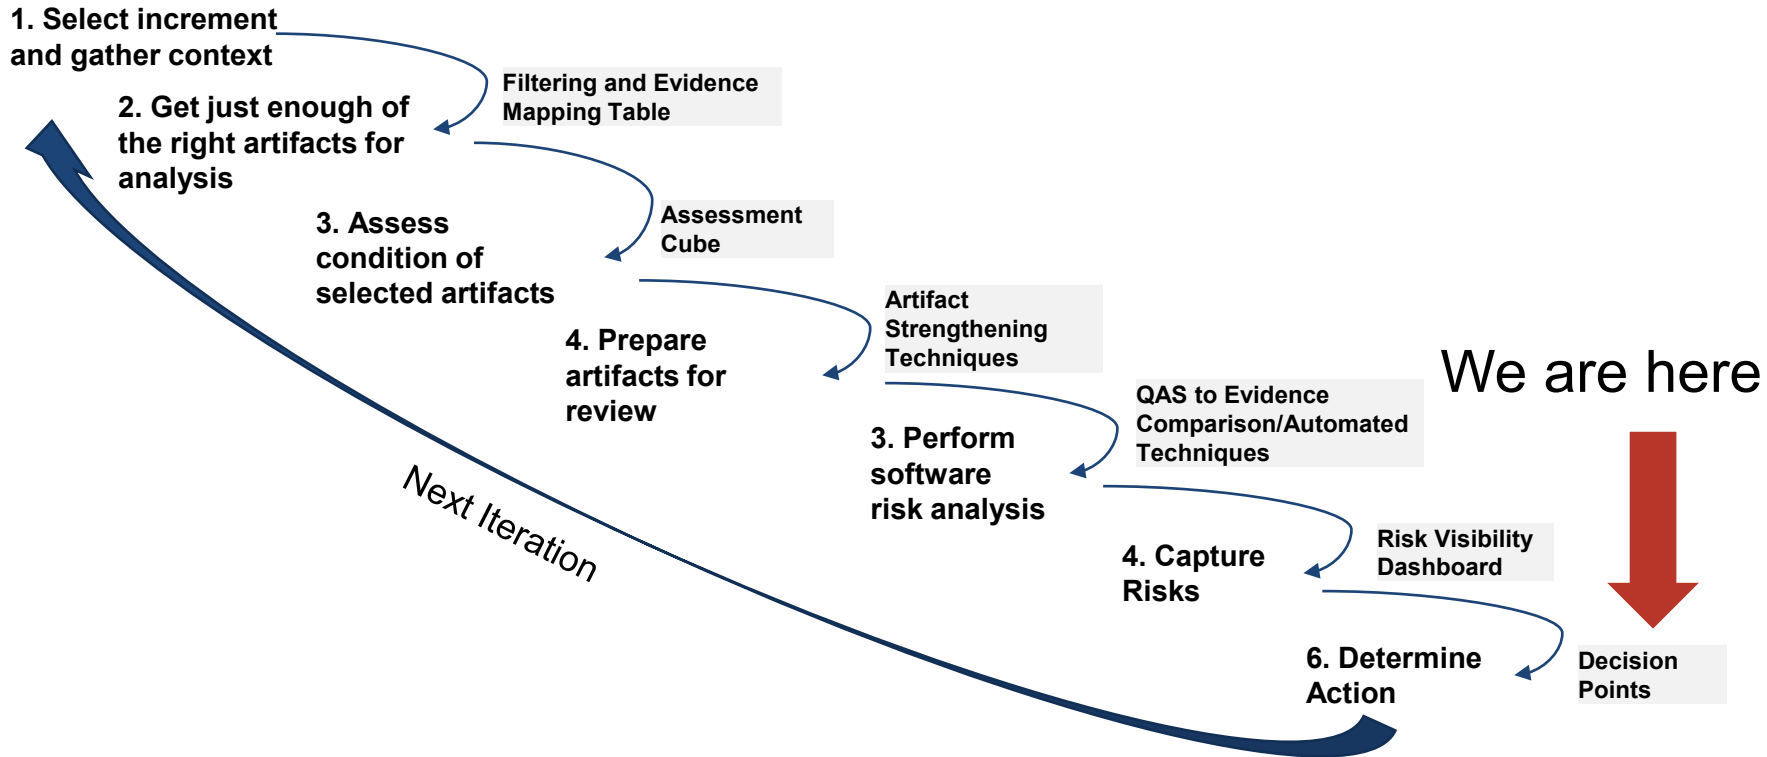 1. Select increment
and gather context
Filtering and Evidence
Mapping Table
2. Get just enough of
the right artifacts for
analysis
Assessment
Cube
3. Assess
condition of
selected artifacts
Artifact
Strengthening
Techniques
4. Prepare
artifacts for
review
We are here
QAS to Evidence
Comparison/Automated
Techniques
3. Perform
software
risk analysis
Next Iteration
Risk Visibility
Dashboard
4. Capture
Risks
6. Determine
Action
Decision
Points